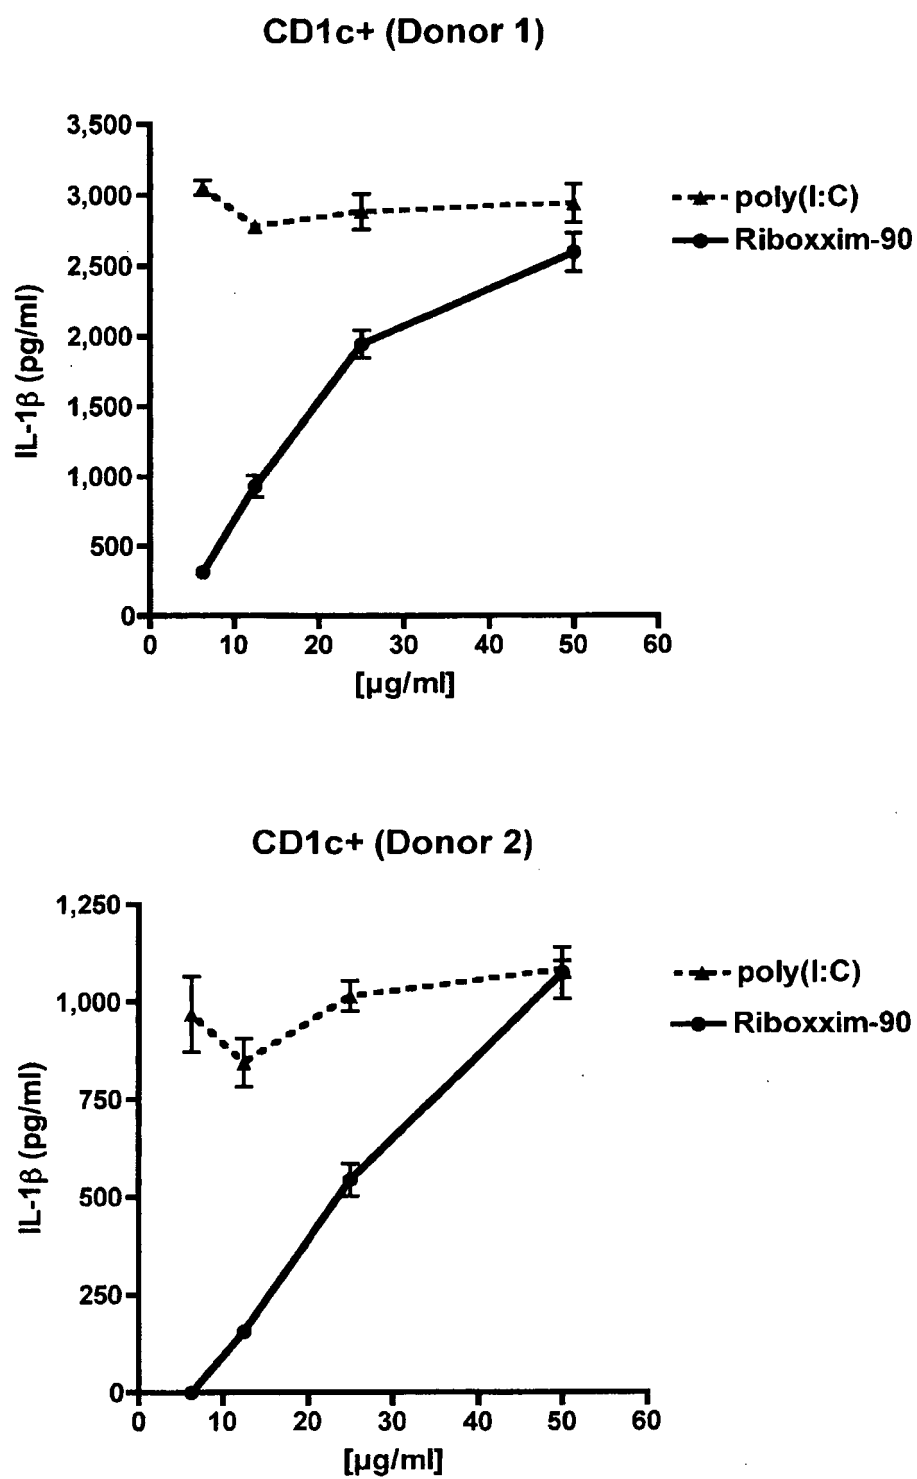 CD1c+ (Donor 1)
3,500
3,000
2,500
2,000
1,500
1,000
500
0
IL-1β (pg/ml)
0 10 20 30 40 50 60
[µg/ml]
poly(I:C)
Riboxxim-90
CD1c+ (Donor 2)
1,250
1,000
750
500
250
0
IL-1β (pg/ml)
0 10 20 30 40 50 60
[µg/ml]
poly(I:C)
Riboxxim-90